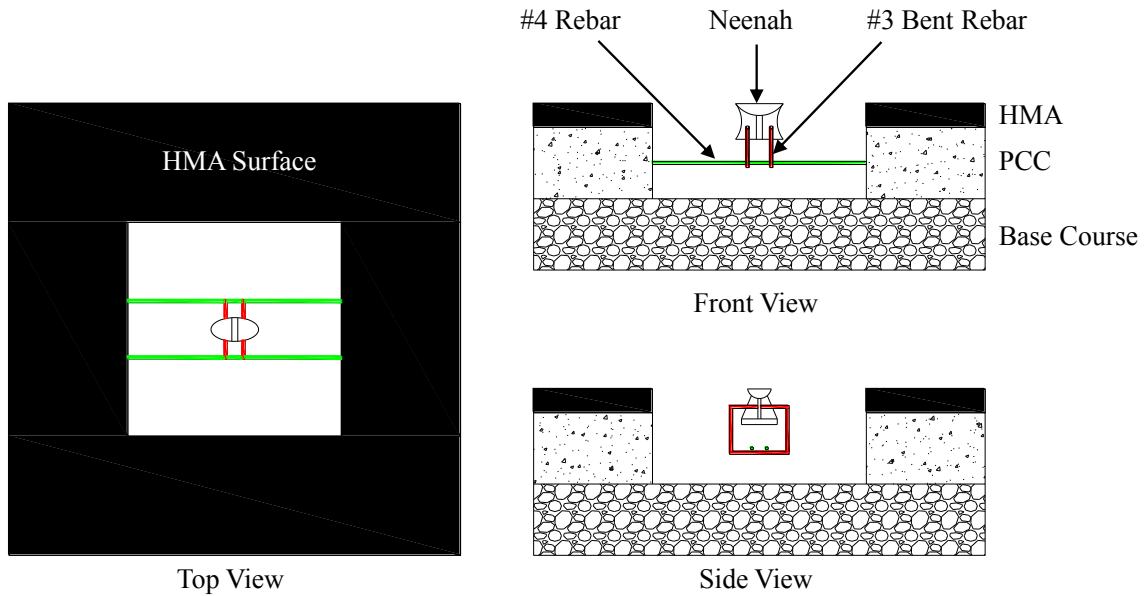 #4 Rebar
Neenah
#3 Bent Rebar
HMA Surface
HMA
PCC
Base Course
Front View
Top View
Side View